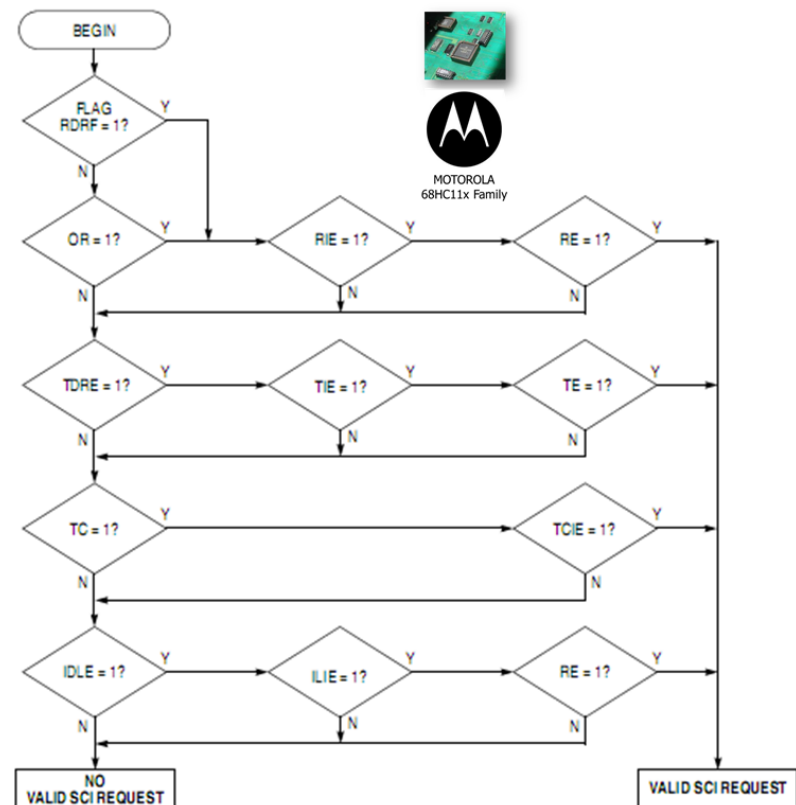 BEGIN
MOTOROLA
68HC11x Family
FLAG
RDRF = 1?
Y
N
OR = 1?
Y
N
RIE = 1?
Y
N
RE = 1?
Y
N
TDRE = 1?
Y
N
TIE = 1?
Y
N
TE = 1?
Y
N
TC = 1?
Y
N
TCIE = 1?
Y
N
IDLE = 1?
Y
N
ILIE = 1?
Y
N
RE = 1?
Y
N
NO
VALID SCI REQUEST
VALID SCI REQUEST